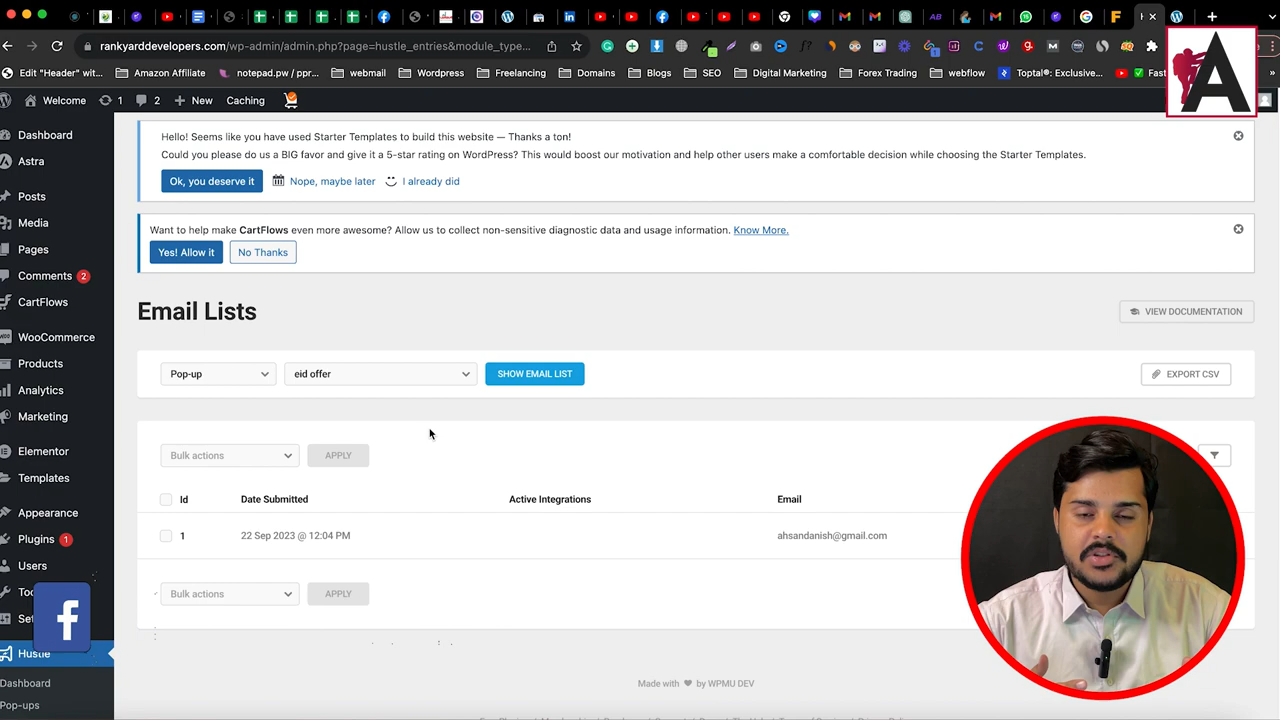 rankyarddevelopers.com/wp-admin/admin.php?page=hustle_entries&module_type...
Edit "Header" wit...
Amazon Affiliate
notepad.pw / ppr...
webmail
Wordpress
Freelancing
Domains
Blogs
SEO
Digital Marketing
Forex Trading
webflow
Toptal®: Exclusive...
Welcome
1
2
New
Caching
A
Dashboard
Astra
Posts
Media
Pages
Comments 2
CartFlows
WooCommerce
Products
Analytics
Marketing
Elementor
Templates
Appearance
Plugins 1
Users
Hustle
Dashboard
Pop-ups
Hello! Seems like you have used Starter Templates to build this website — Thanks a ton!
Could you please do us a BIG favor and give it a 5-star rating on WordPress? This would boost our motivation and help other users make a comfortable decision while choosing the Starter Templates.
Ok, you deserve it
Nope, maybe later
I already did
Want to help make CartFlows even more awesome? Allow us to collect non-sensitive diagnostic data and usage information. Know More.
Yes! Allow it
No Thanks
Email Lists
VIEW DOCUMENTATION
Pop-up
eid offer
SHOW EMAIL LIST
EXPORT CSV
Bulk actions
APPLY
Id
Date Submitted
Active Integrations
Email
1
22 Sep 2023 @ 12:04 PM
ahsandanish@gmail.com
Bulk actions
APPLY
Made with ♥ by WPMU DEV